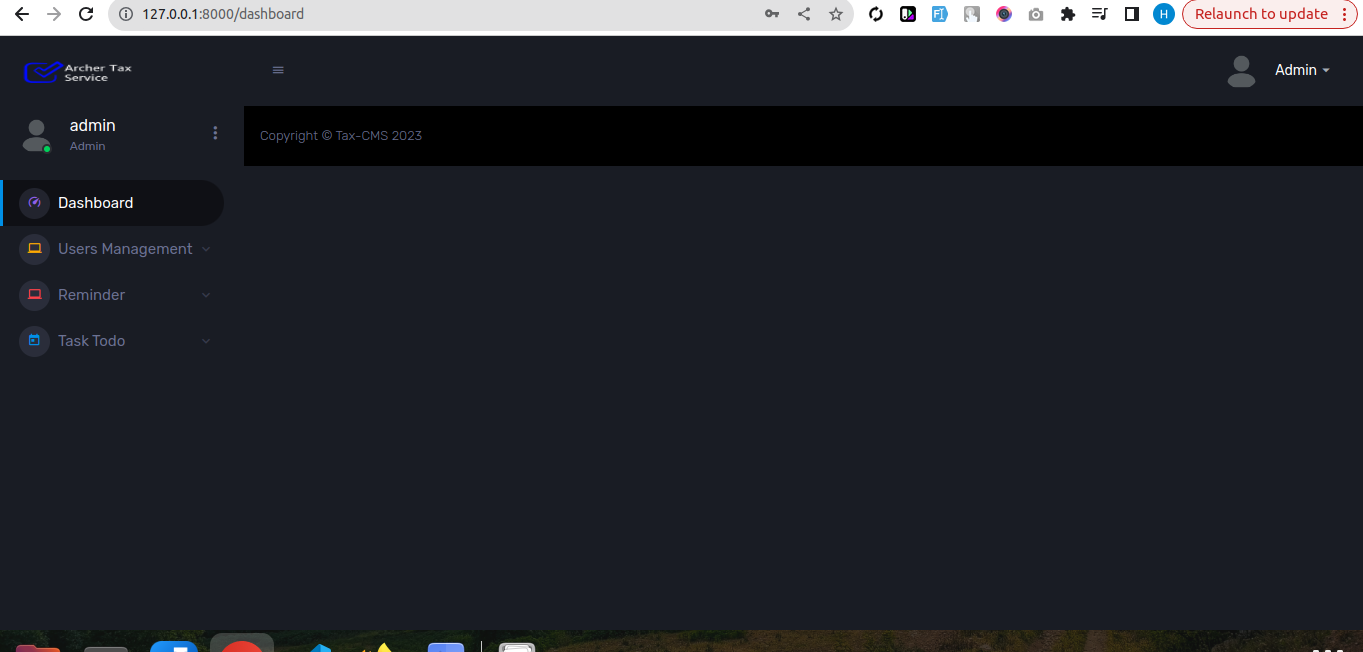 127.0.0.1:8000/dashboard
H
Relaunch to update
Archer Tax
Service
Admin
admin
Admin
Copyright © Tax-CMS 2023
Dashboard
Users Management
Reminder
Task Todo